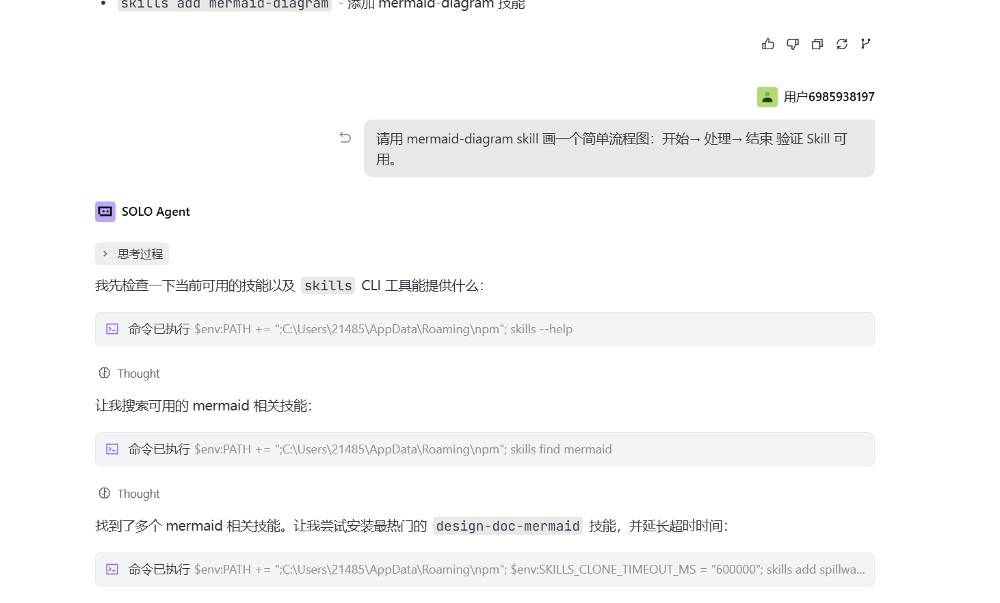 • skills add mermaid-diagram - 添加 mermaid-diagram 技能
用户6985938197
请用 mermaid-diagram skill 画一个简单流程图：开始→ 处理→ 结束 验证 Skill 可
用。
SOLO Agent
思考过程
我先检查一下当前可用的技能以及 skills CLI 工具能提供什么：
命令已执行 $env:PATH += ";C:\Users\21485\AppData\Roaming\npm"; skills --help
Thought
让我搜索可用的 mermaid 相关技能：
命令已执行 $env:PATH += ";C:\Users\21485\AppData\Roaming\npm"; skills find mermaid
Thought
找到了多个 mermaid 相关技能。让我尝试安装最热门的 design-doc-mermaid 技能，并延长超时时间：
命令已执行 $env:PATH += ";C:\Users\21485\AppData\Roaming\npm"; $env:SKILLS_CLONE_TIMEOUT_MS = "600000"; skills add spillwa...